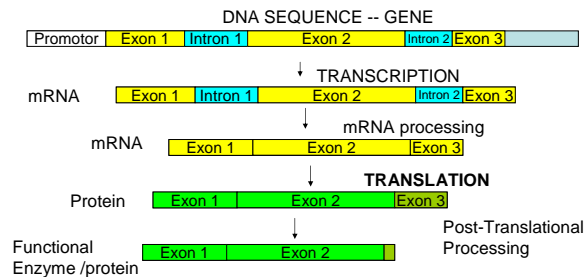 DNA SEQUENCE -- GENE
Promotor Exon 1 Intron 1 Exon 2 Intron 2 Exon 3
TRANSCRIPTION
mRNA Exon 1 Intron 1 Exon 2 Intron 2 Exon 3
mRNA processing
mRNA Exon 1 Exon 2 Exon 3
TRANSLATION
Protein Exon 1 Exon 2 Exon 3
Post-Translational
Processing
Functional
Enzyme /protein Exon 1 Exon 2